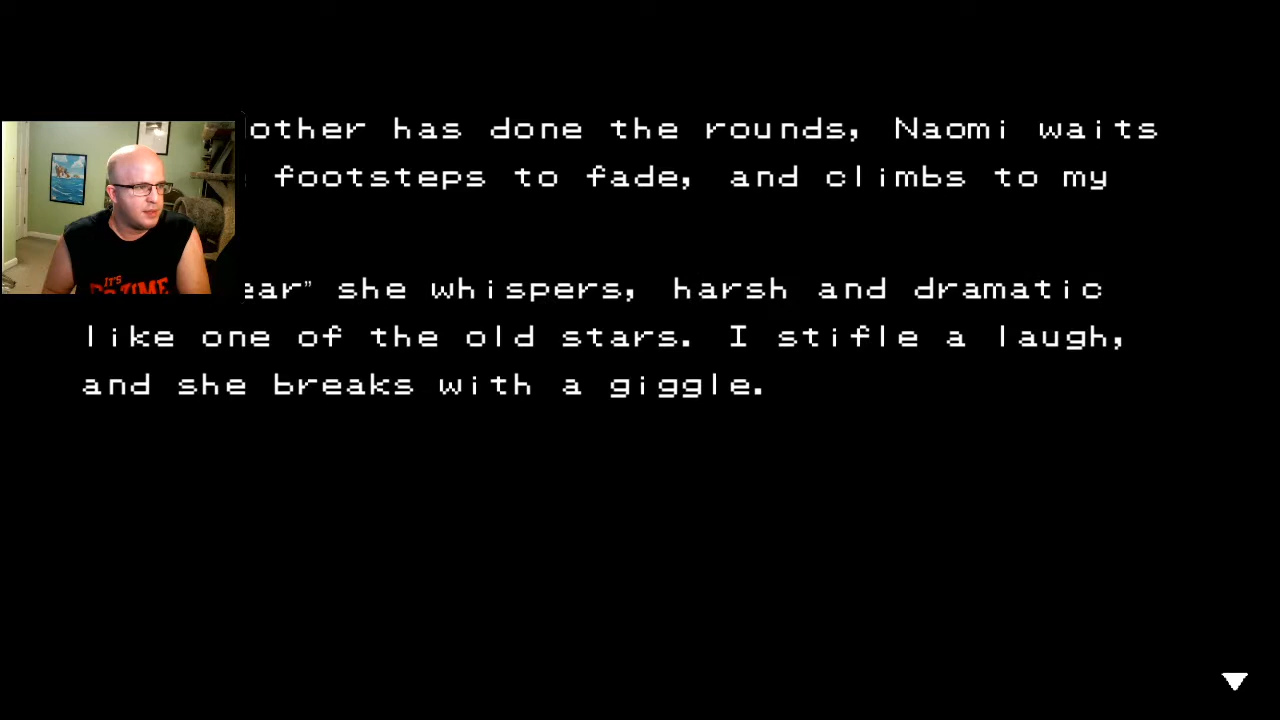 other has done the rounds, Naomi waits
footsteps to fade, and climbs to my
ear" she whispers, harsh and dramatic
like one of the old stars. I stifle a laugh,
and she breaks with a giggle.
IT'S